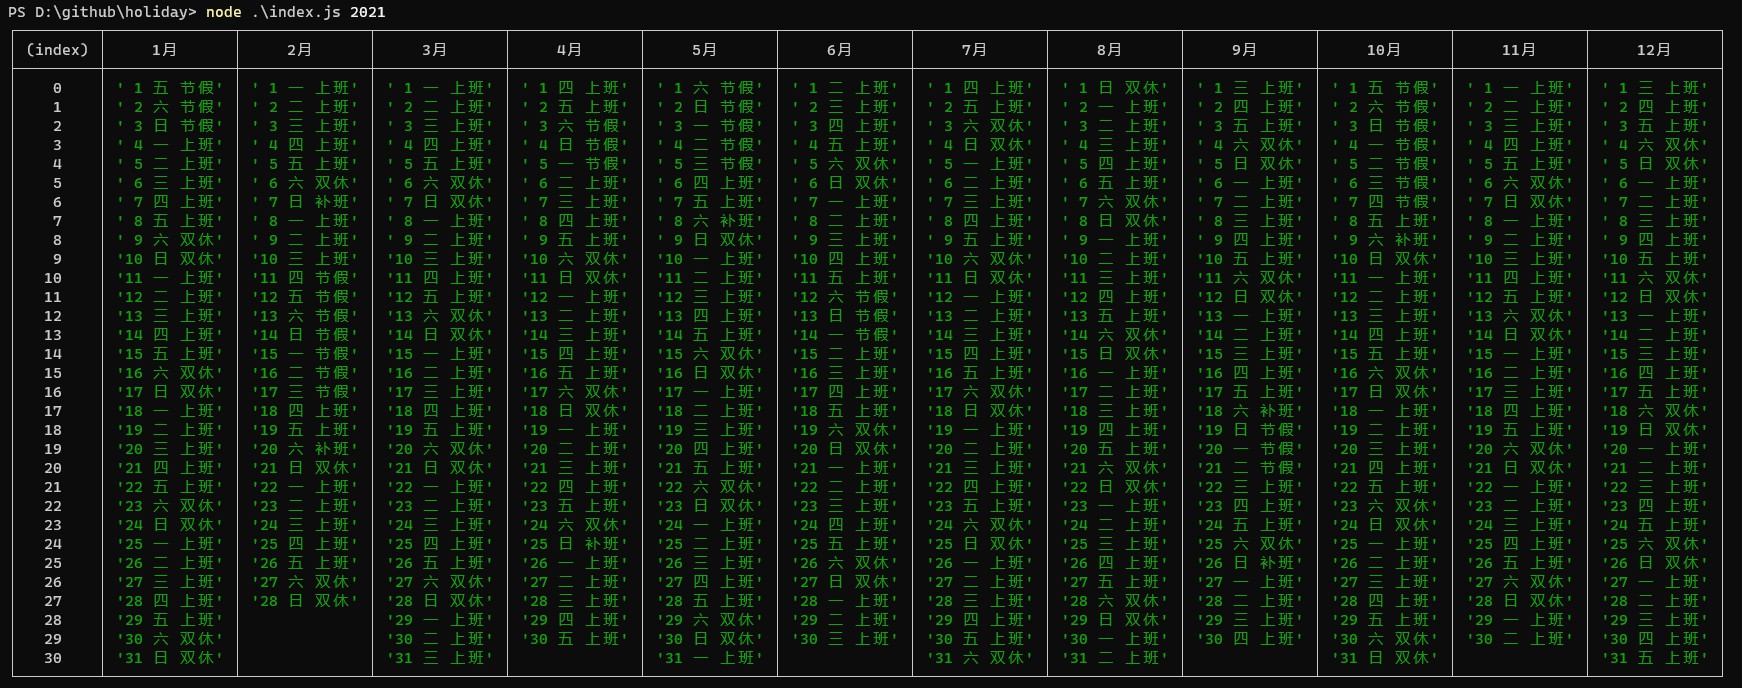 PS D:\github\holiday> node .\index.js 2021
(index) 1月 2月 3月 4月 5月 6月 7月 8月 9月 10月 11月 12月
0 ' 1 五 节假' ' 1 一 上班' ' 1 一 上班' ' 1 四 上班' ' 1 六 节假' ' 1 二 上班' ' 1 四 上班' ' 1 日 双休' ' 1 三 上班' ' 1 五 节假' ' 1 一 上班' ' 1 三 上班'
1 ' 2 六 节假' ' 2 二 上班' ' 2 二 上班' ' 2 五 上班' ' 2 日 节假' ' 2 三 上班' ' 2 五 上班' ' 2 一 上班' ' 2 四 上班' ' 2 六 节假' ' 2 二 上班' ' 2 四 上班'
2 ' 3 日 节假' ' 3 三 上班' ' 3 三 上班' ' 3 六 节假' ' 3 一 节假' ' 3 四 上班' ' 3 六 双休' ' 3 二 上班' ' 3 五 上班' ' 3 日 节假' ' 3 三 上班' ' 3 五 上班'
3 ' 4 一 上班' ' 4 四 上班' ' 4 四 上班' ' 4 日 节假' ' 4 二 节假' ' 4 五 上班' ' 4 日 双休' ' 4 三 上班' ' 4 六 双休' ' 4 一 节假' ' 4 四 上班' ' 4 六 双休'
4 ' 5 二 上班' ' 5 五 上班' ' 5 五 上班' ' 5 一 节假' ' 5 三 节假' ' 5 六 双休' ' 5 一 上班' ' 5 四 上班' ' 5 日 双休' ' 5 二 节假' ' 5 五 上班' ' 5 日 双休'
5 ' 6 三 上班' ' 6 六 双休' ' 6 六 双休' ' 6 二 上班' ' 6 四 上班' ' 6 日 双休' ' 6 二 上班' ' 6 五 上班' ' 6 一 上班' ' 6 三 节假' ' 6 六 双休' ' 6 一 上班'
6 ' 7 四 上班' ' 7 日 补班' ' 7 日 双休' ' 7 三 上班' ' 7 五 上班' ' 7 一 上班' ' 7 三 上班' ' 7 六 双休' ' 7 二 上班' ' 7 四 节假' ' 7 日 双休' ' 7 二 上班'
7 ' 8 五 上班' ' 8 一 上班' ' 8 一 上班' ' 8 四 上班' ' 8 六 补班' ' 8 二 上班' ' 8 四 上班' ' 8 日 双休' ' 8 三 上班' ' 8 五 上班' ' 8 一 上班' ' 8 三 上班'
8 ' 9 六 双休' ' 9 二 上班' ' 9 二 上班' ' 9 五 上班' ' 9 日 双休' ' 9 三 上班' ' 9 五 上班' ' 9 一 上班' ' 9 四 上班' ' 9 六 补班' ' 9 二 上班' ' 9 四 上班'
9 '10 日 双休' '10 三 上班' '10 三 上班' '10 六 双休' '10 一 上班' '10 四 上班' '10 六 双休' '10 二 上班' '10 五 上班' '10 日 双休' '10 三 上班' '10 五 上班'
10 '11 一 上班' '11 四 节假' '11 四 上班' '11 日 双休' '11 二 上班' '11 五 上班' '11 日 双休' '11 三 上班' '11 六 双休' '11 一 上班' '11 四 上班' '11 六 双休'
11 '12 二 上班' '12 五 节假' '12 五 上班' '12 一 上班' '12 三 上班' '12 六 节假' '12 一 上班' '12 四 上班' '12 日 双休' '12 二 上班' '12 五 上班' '12 日 双休'
12 '13 三 上班' '13 六 节假' '13 六 双休' '13 二 上班' '13 四 上班' '13 日 节假' '13 二 上班' '13 五 上班' '13 一 上班' '13 三 上班' '13 六 双休' '13 一 上班'
13 '14 四 上班' '14 日 节假' '14 日 双休' '14 三 上班' '14 五 上班' '14 一 节假' '14 三 上班' '14 六 双休' '14 二 上班' '14 四 上班' '14 日 双休' '14 二 上班'
14 '15 五 上班' '15 一 节假' '15 一 上班' '15 四 上班' '15 六 双休' '15 二 上班' '15 四 上班' '15 日 双休' '15 三 上班' '15 五 上班' '15 一 上班' '15 三 上班'
15 '16 六 双休' '16 二 节假' '16 二 上班' '16 五 上班' '16 日 双休' '16 三 上班' '16 五 上班' '16 一 上班' '16 四 上班' '16 六 双休' '16 二 上班' '16 四 上班'
16 '17 日 双休' '17 三 节假' '17 三 上班' '17 六 双休' '17 一 上班' '17 四 上班' '17 六 双休' '17 二 上班' '17 五 上班' '17 日 双休' '17 三 上班' '17 五 上班'
17 '18 一 上班' '18 四 上班' '18 四 上班' '18 日 双休' '18 二 上班' '18 五 上班' '18 日 双休' '18 三 上班' '18 六 补班' '18 一 上班' '18 四 上班' '18 六 双休'
18 '19 二 上班' '19 五 上班' '19 五 上班' '19 一 上班' '19 三 上班' '19 六 双休' '19 一 上班' '19 四 上班' '19 日 节假' '19 二 上班' '19 五 上班' '19 日 双休'
19 '20 三 上班' '20 六 补班' '20 六 双休' '20 二 上班' '20 四 上班' '20 日 双休' '20 二 上班' '20 五 上班' '20 一 节假' '20 三 上班' '20 六 双休' '20 一 上班'
20 '21 四 上班' '21 日 双休' '21 日 双休' '21 三 上班' '21 五 上班' '21 一 上班' '21 三 上班' '21 六 双休' '21 二 节假' '21 四 上班' '21 日 双休' '21 二 上班'
21 '22 五 上班' '22 一 上班' '22 一 上班' '22 四 上班' '22 六 双休' '22 二 上班' '22 四 上班' '22 日 双休' '22 三 上班' '22 五 上班' '22 一 上班' '22 三 上班'
22 '23 六 双休' '23 二 上班' '23 二 上班' '23 五 上班' '23 日 双休' '23 三 上班' '23 五 上班' '23 一 上班' '23 四 上班' '23 六 双休' '23 二 上班' '23 四 上班'
23 '24 日 双休' '24 三 上班' '24 三 上班' '24 六 双休' '24 一 上班' '24 四 上班' '24 六 双休' '24 二 上班' '24 五 上班' '24 日 双休' '24 三 上班' '24 五 上班'
24 '25 一 上班' '25 四 上班' '25 四 上班' '25 日 补班' '25 二 上班' '25 五 上班' '25 日 双休' '25 三 上班' '25 六 双休' '25 一 上班' '25 四 上班' '25 六 双休'
25 '26 二 上班' '26 五 上班' '26 五 上班' '26 一 上班' '26 三 上班' '26 六 双休' '26 一 上班' '26 四 上班' '26 日 补班' '26 二 上班' '26 五 上班' '26 日 双休'
26 '27 三 上班' '27 六 双休' '27 六 双休' '27 二 上班' '27 四 上班' '27 日 双休' '27 二 上班' '27 五 上班' '27 一 上班' '27 三 上班' '27 六 双休' '27 一 上班'
27 '28 四 上班' '28 日 双休' '28 日 双休' '28 三 上班' '28 五 上班' '28 一 上班' '28 三 上班' '28 六 双休' '28 二 上班' '28 四 上班' '28 日 双休' '28 二 上班'
28 '29 五 上班' '29 一 上班' '29 四 上班' '29 六 双休' '29 二 上班' '29 四 上班' '29 日 双休' '29 三 上班' '29 五 上班' '29 一 上班' '29 三 上班'
29 '30 六 双休' '30 二 上班' '30 五 上班' '30 日 双休' '30 三 上班' '30 五 上班' '30 一 上班' '30 四 上班' '30 六 双休' '30 二 上班' '30 四 上班'
30 '31 日 双休' '31 三 上班' '31 一 上班' '31 六 双休' '31 二 上班' '31 日 双休' '31 五 上班'